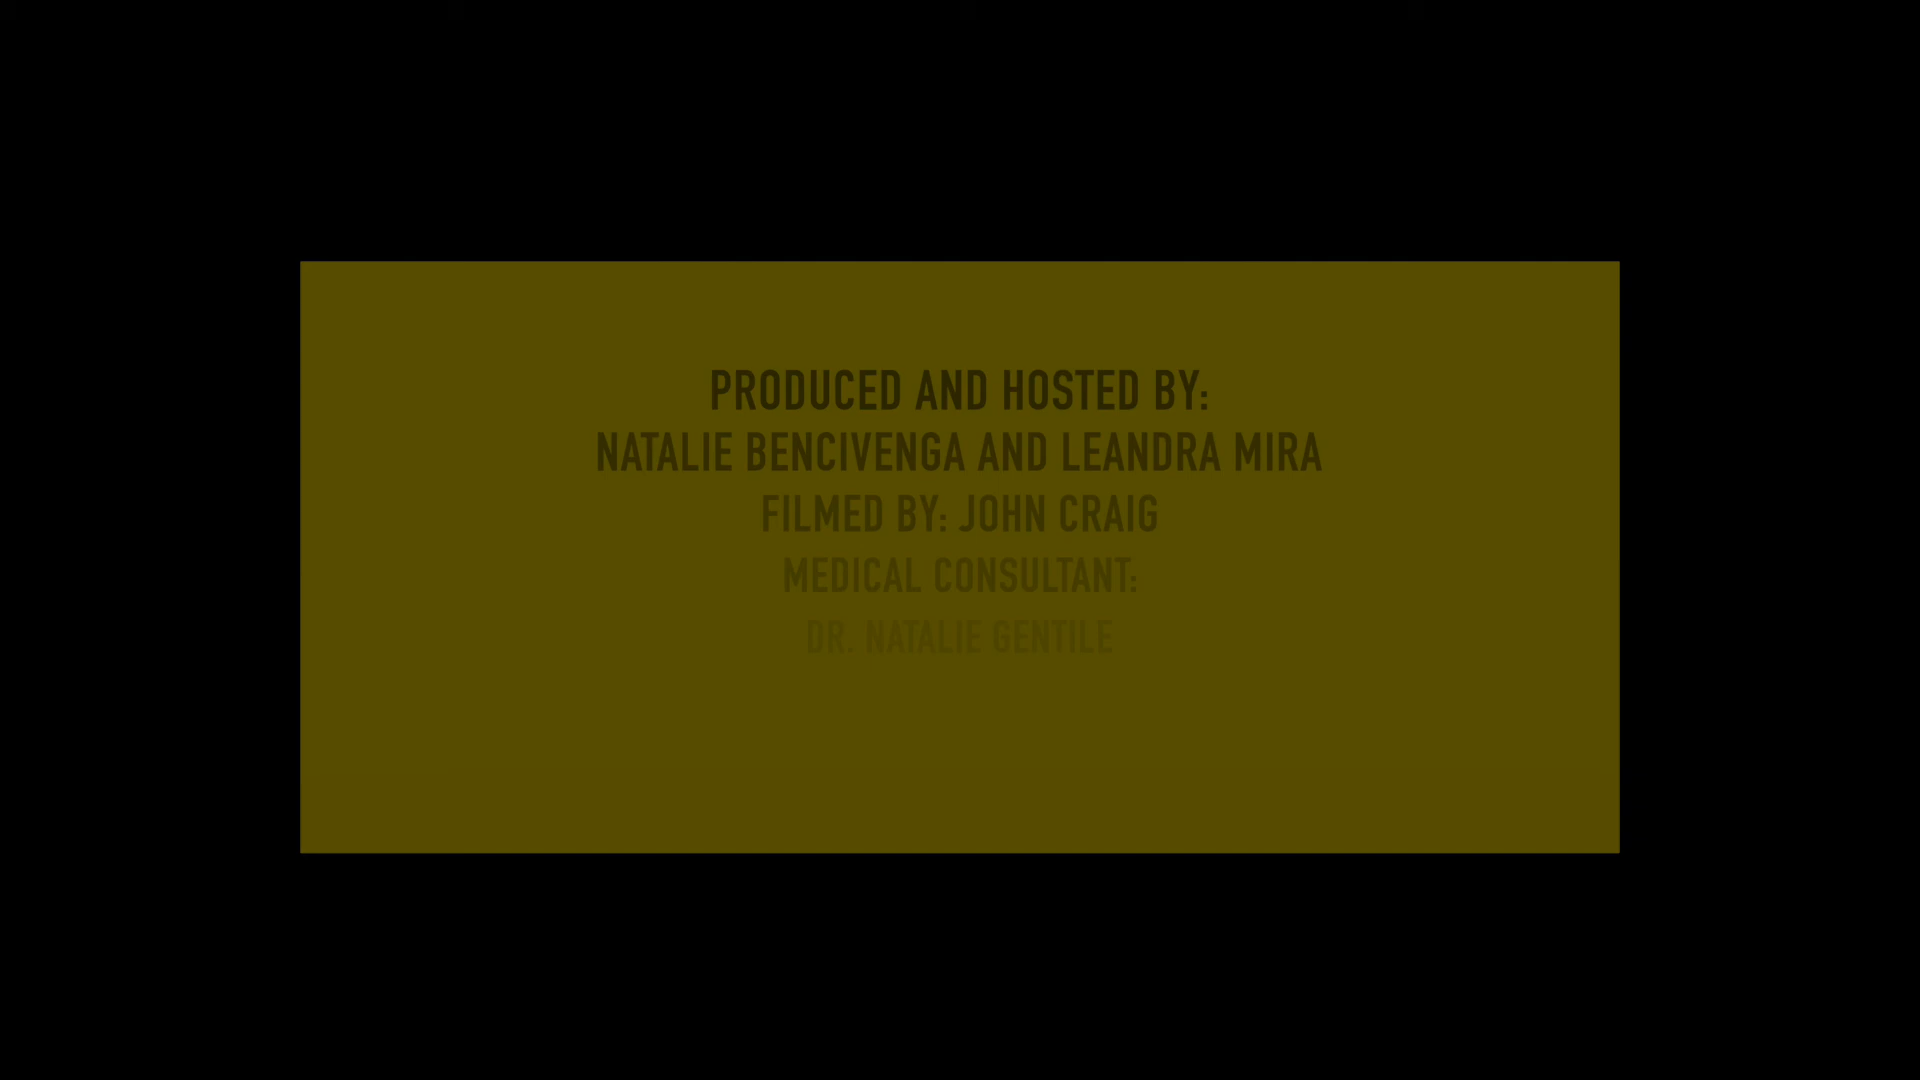 PRODUCED AND HOSTED BY:
NATALIE BENCIVENGA AND LEANDRA MIRA
FILMED BY: JOHN CRAIG
MEDICAL CONSULTANT:
DR. NATALIE GENTILE